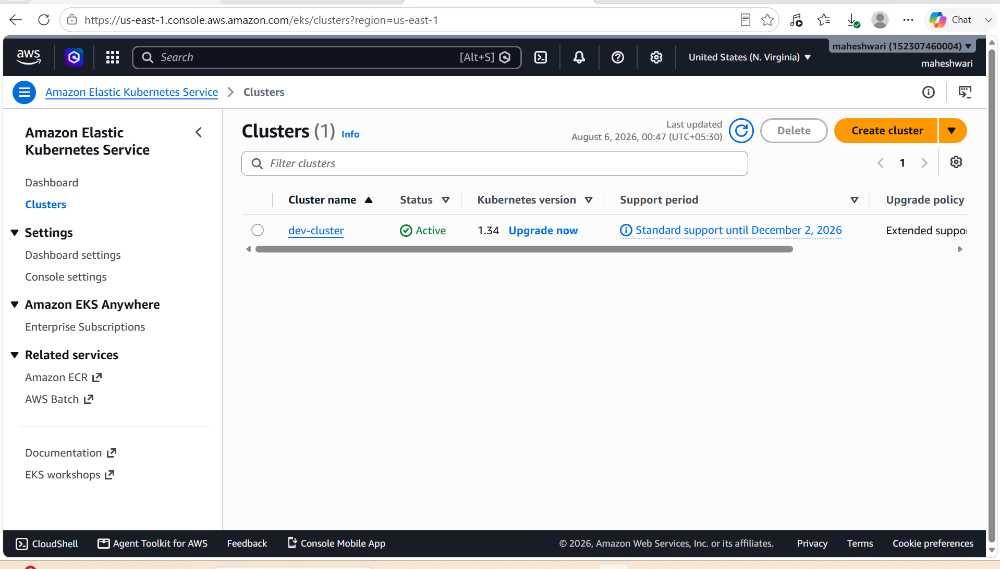 https://us-east-1.console.aws.amazon.com/eks/clusters?region=us-east-1
Chat
aws
Search
[Alt+S]
United States (N. Virginia)
maheshwari (152307460004)
maheshwari
Amazon Elastic Kubernetes Service
Clusters
Amazon Elastic
Kubernetes Service
Dashboard
Clusters
Settings
Dashboard settings
Console settings
Amazon EKS Anywhere
Enterprise Subscriptions
Related services
Amazon ECR
AWS Batch
Documentation
EKS workshops
Clusters (1) Info
Last updated
August 6, 2026, 00:47 (UTC+05:30)
Delete
Create cluster
Filter clusters
1
Cluster name Status Kubernetes version Support period Upgrade policy
dev-cluster Active 1.34 Upgrade now Standard support until December 2, 2026 Extended suppor
CloudShell Agent Toolkit for AWS Feedback Console Mobile App © 2026, Amazon Web Services, Inc. or its affiliates. Privacy Terms Cookie preferences